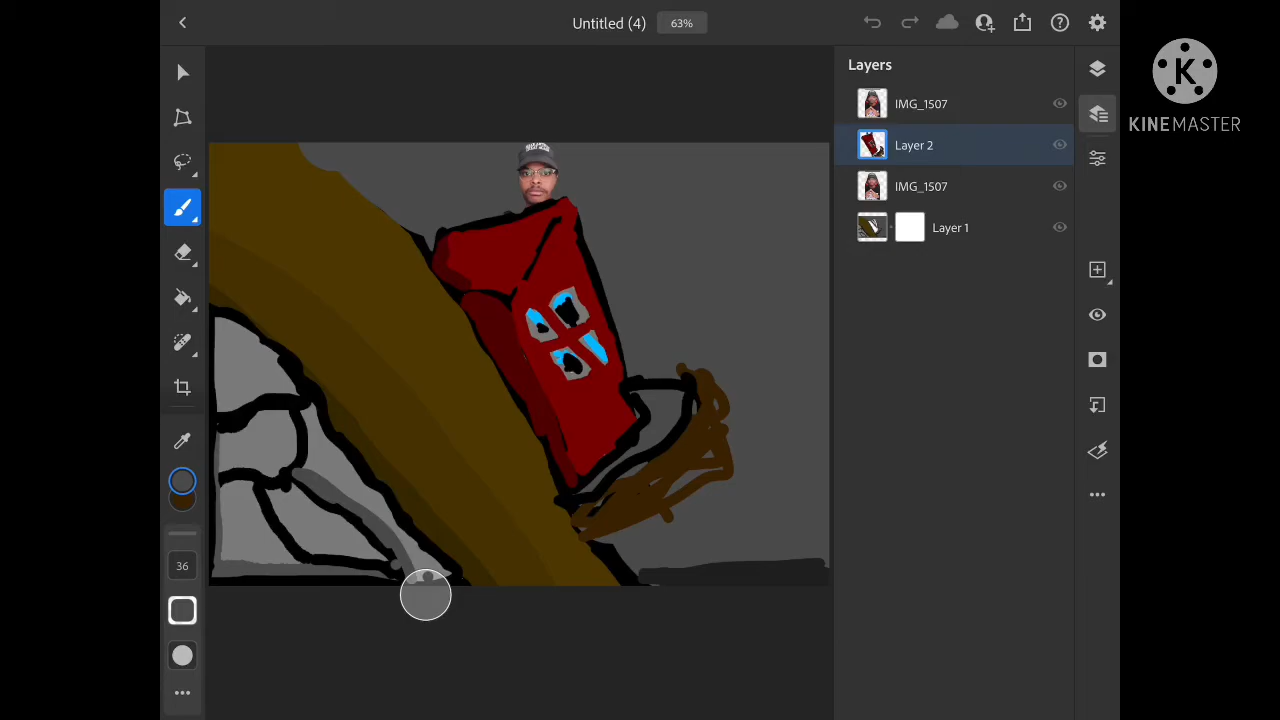 Untitled (4) 63%
Layers
IMG_1507
Layer 2
IMG_1507
Layer 1
36
K
KINEMASTER